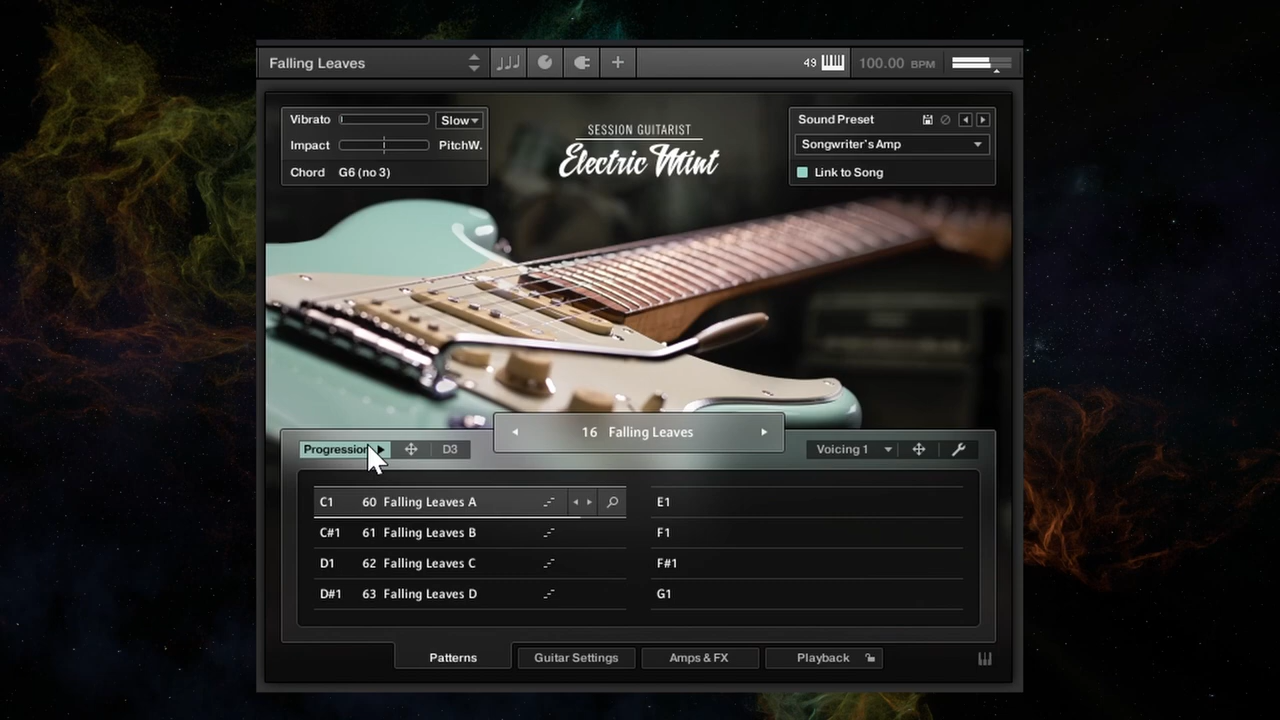 Falling Leaves
49
100.00 BPM
Vibrato
Slow
Impact
PitchW.
Chord G6 (no 3)
SESSION GUITARIST
Electric Mint
Sound Preset
Songwriter's Amp
Link to Song
16 Falling Leaves
Progression
D3
Voicing 1
C1 60 Falling Leaves A
C#1 61 Falling Leaves B
D1 62 Falling Leaves C
D#1 63 Falling Leaves D
E1
F1
F#1
G1
Patterns
Guitar Settings
Amps & FX
Playback